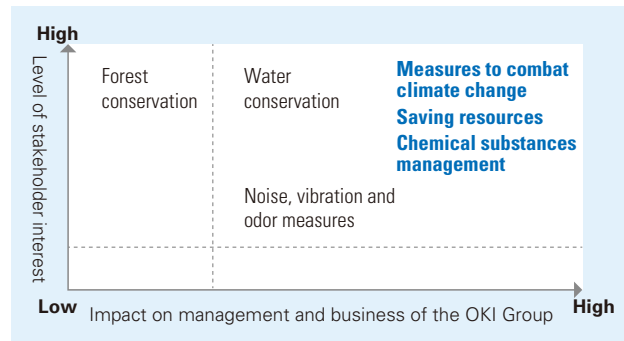 High
Level of stakeholder interest
Forest
conservation
Water
conservation
Measures to combat
climate change
Saving resources
Chemical substances
management
Noise, vibration and
odor measures
Low
Impact on management and business of the OKI Group
High